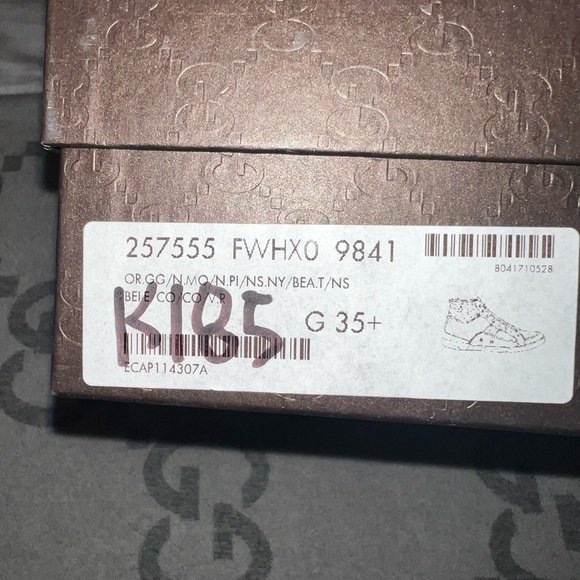 257555 FWHX0 9841
8041710528
OR.GG/N.MO/N.PI/NS.NY/BEA.T/NS
BEI E/CO/CO/V.R
K185
G 35+
ECAP114307A